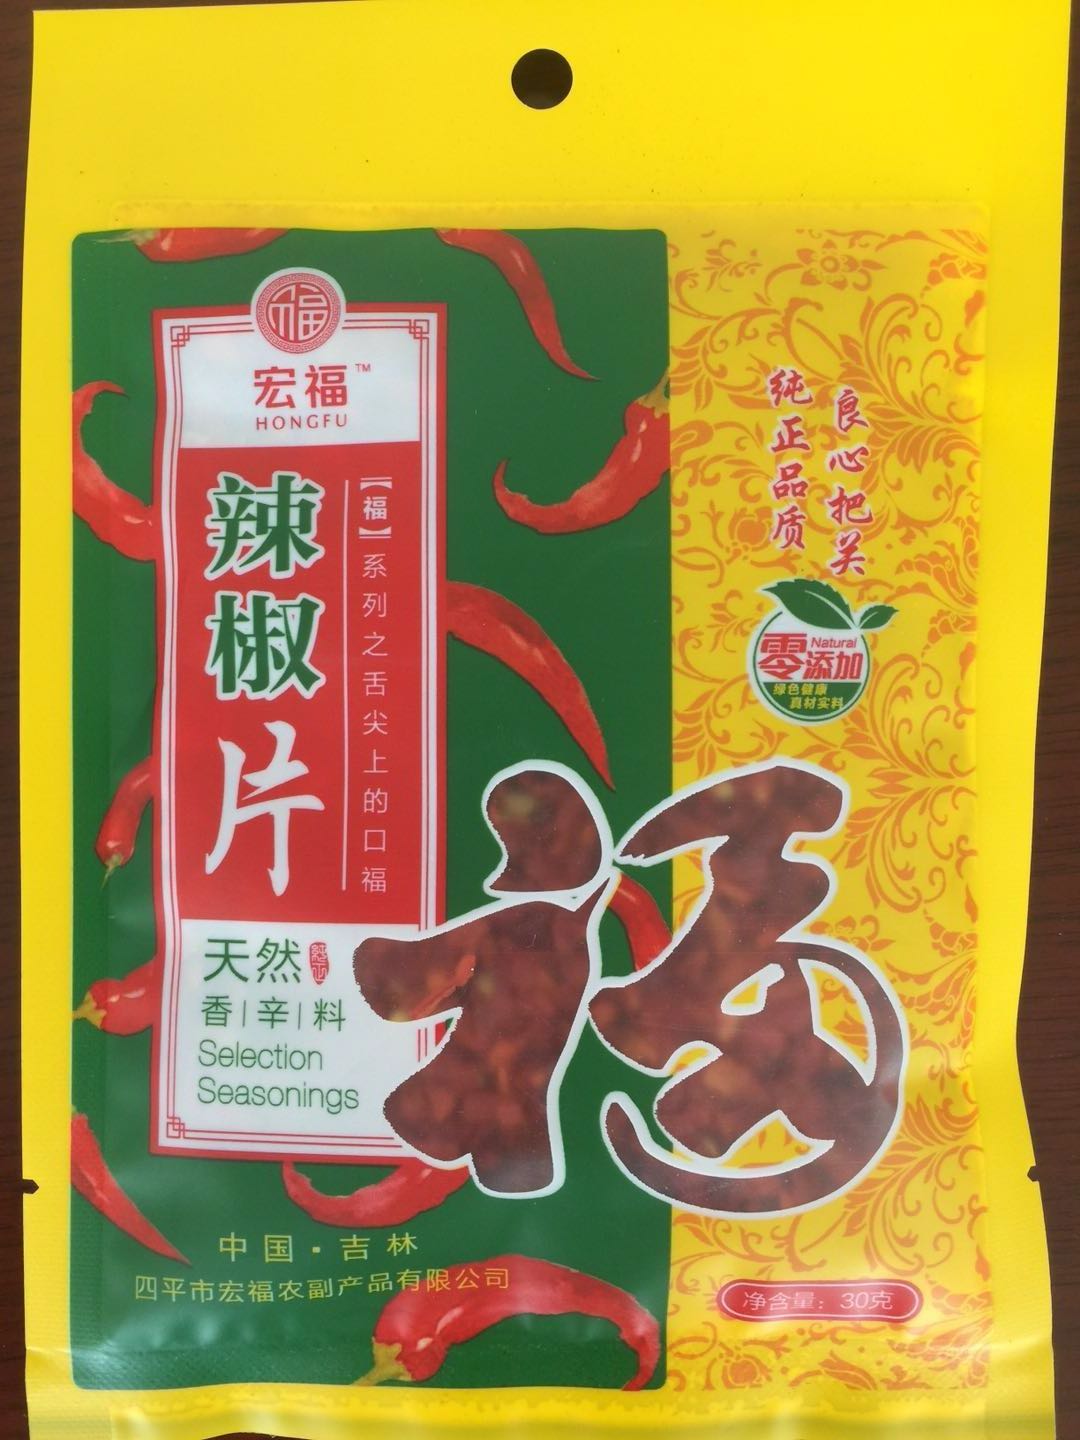 福
宏福™
HONGFU
辣椒片
【福】系列之舌尖上的口福
天然
纯正
香|辛|料
Selection
Seasonings
良心把关
纯正品质
Natural
零添加
绿色健康
真材实料
福
中国·吉林
四平市宏福农副产品有限公司
净含量：30克